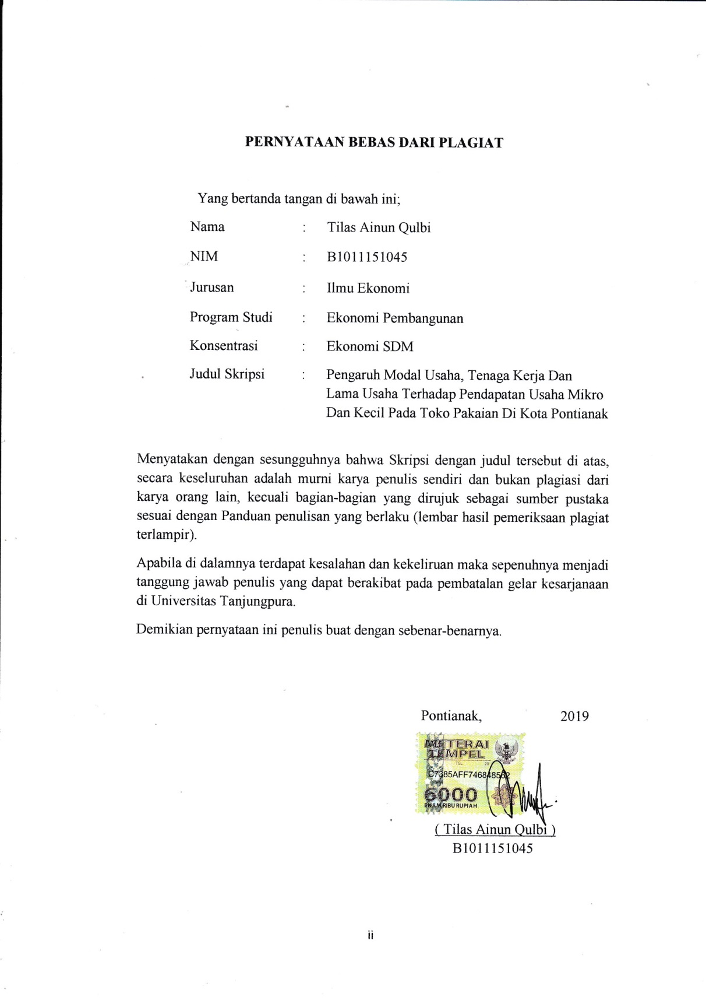 PERNYATAAN BEBAS DARI PLAGIAT
Yang bertanda tangan di bawah ini;
Nama : Tilas Ainun Qulbi
NIM : B1011151045
Jurusan : Ilmu Ekonomi
Program Studi : Ekonomi Pembangunan
Konsentrasi : Ekonomi SDM
Judul Skripsi : Pengaruh Modal Usaha, Tenaga Kerja Dan
Lama Usaha Terhadap Pendapatan Usaha Mikro
Dan Kecil Pada Toko Pakaian Di Kota Pontianak
Menyatakan dengan sesungguhnya bahwa Skripsi dengan judul tersebut di atas,
secara keseluruhan adalah murni karya penulis sendiri dan bukan plagiasi dari
karya orang lain, kecuali bagian-bagian yang dirujuk sebagai sumber pustaka
sesuai dengan Panduan penulisan yang berlaku (lembar hasil pemeriksaan plagiat
terlampir).
Apabila di dalamnya terdapat kesalahan dan kekeliruan maka sepenuhnya menjadi
tanggung jawab penulis yang dapat berakibat pada pembatalan gelar kesarjanaan
di Universitas Tanjungpura.
Demikian pernyataan ini penulis buat dengan sebenar-benarnya.
Pontianak, 2019
METERAI
TEMPEL
TGL 20
C7385AFF746848562
6000
ENAM RIBU RUPIAH
( Tilas Ainun Qulbi )
B1011151045
ii